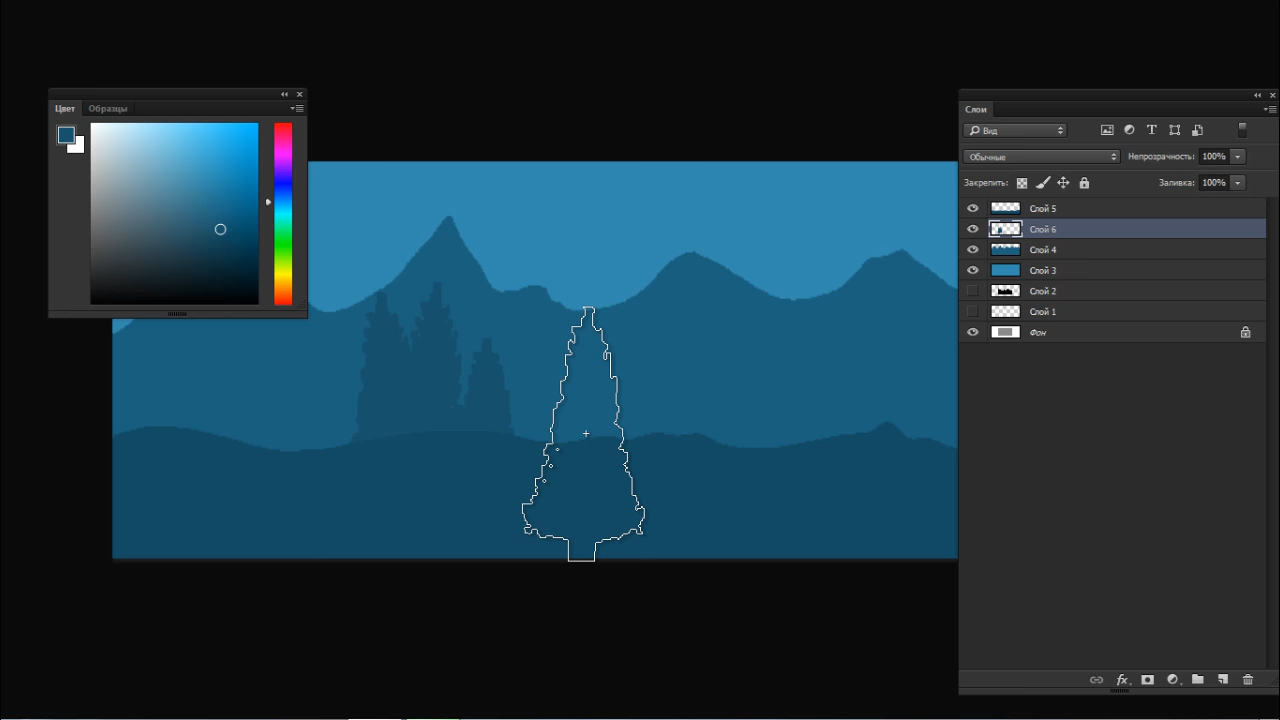 Цвет
Образцы
Слои
Вид
Обычные
Непрозрачность: 100%
Закрепить:
Заливка: 100%
Слой 5
Слой 6
Слой 4
Слой 3
Слой 2
Слой 1
Фон
fx